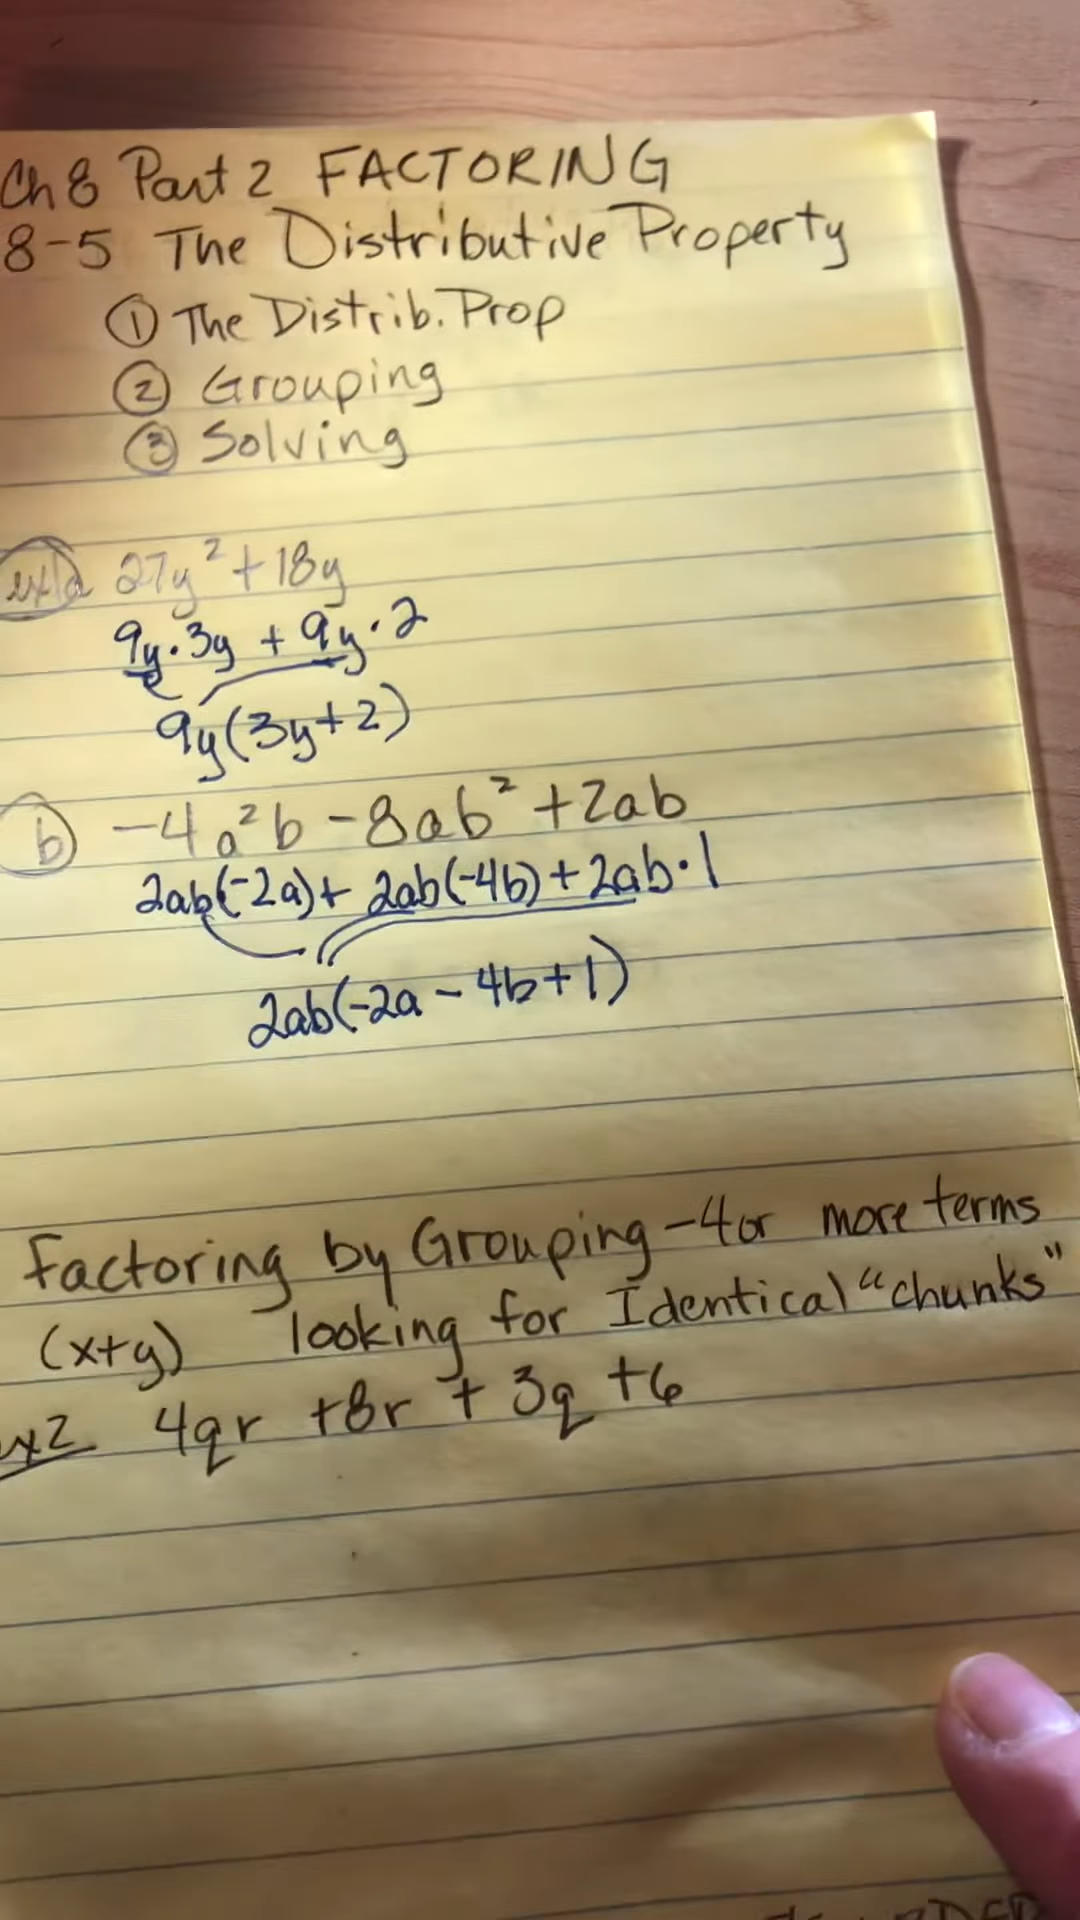 Ch 8 Part 2 FACTORING
8-5 The Distributive Property
① The Distrib. Prop
② Grouping
③ Solving
ex1a 27y² + 18y
9y · 3y + 9y · 2
9y(3y+2)
b) -4a²b - 8ab² + 2ab
2ab(-2a) + 2ab(-4b) + 2ab · 1
2ab(-2a - 4b + 1)
Factoring by Grouping - 4 or more terms
(x+y) looking for Identical "chunks"
ex2 4qr + 8r + 3q + 6